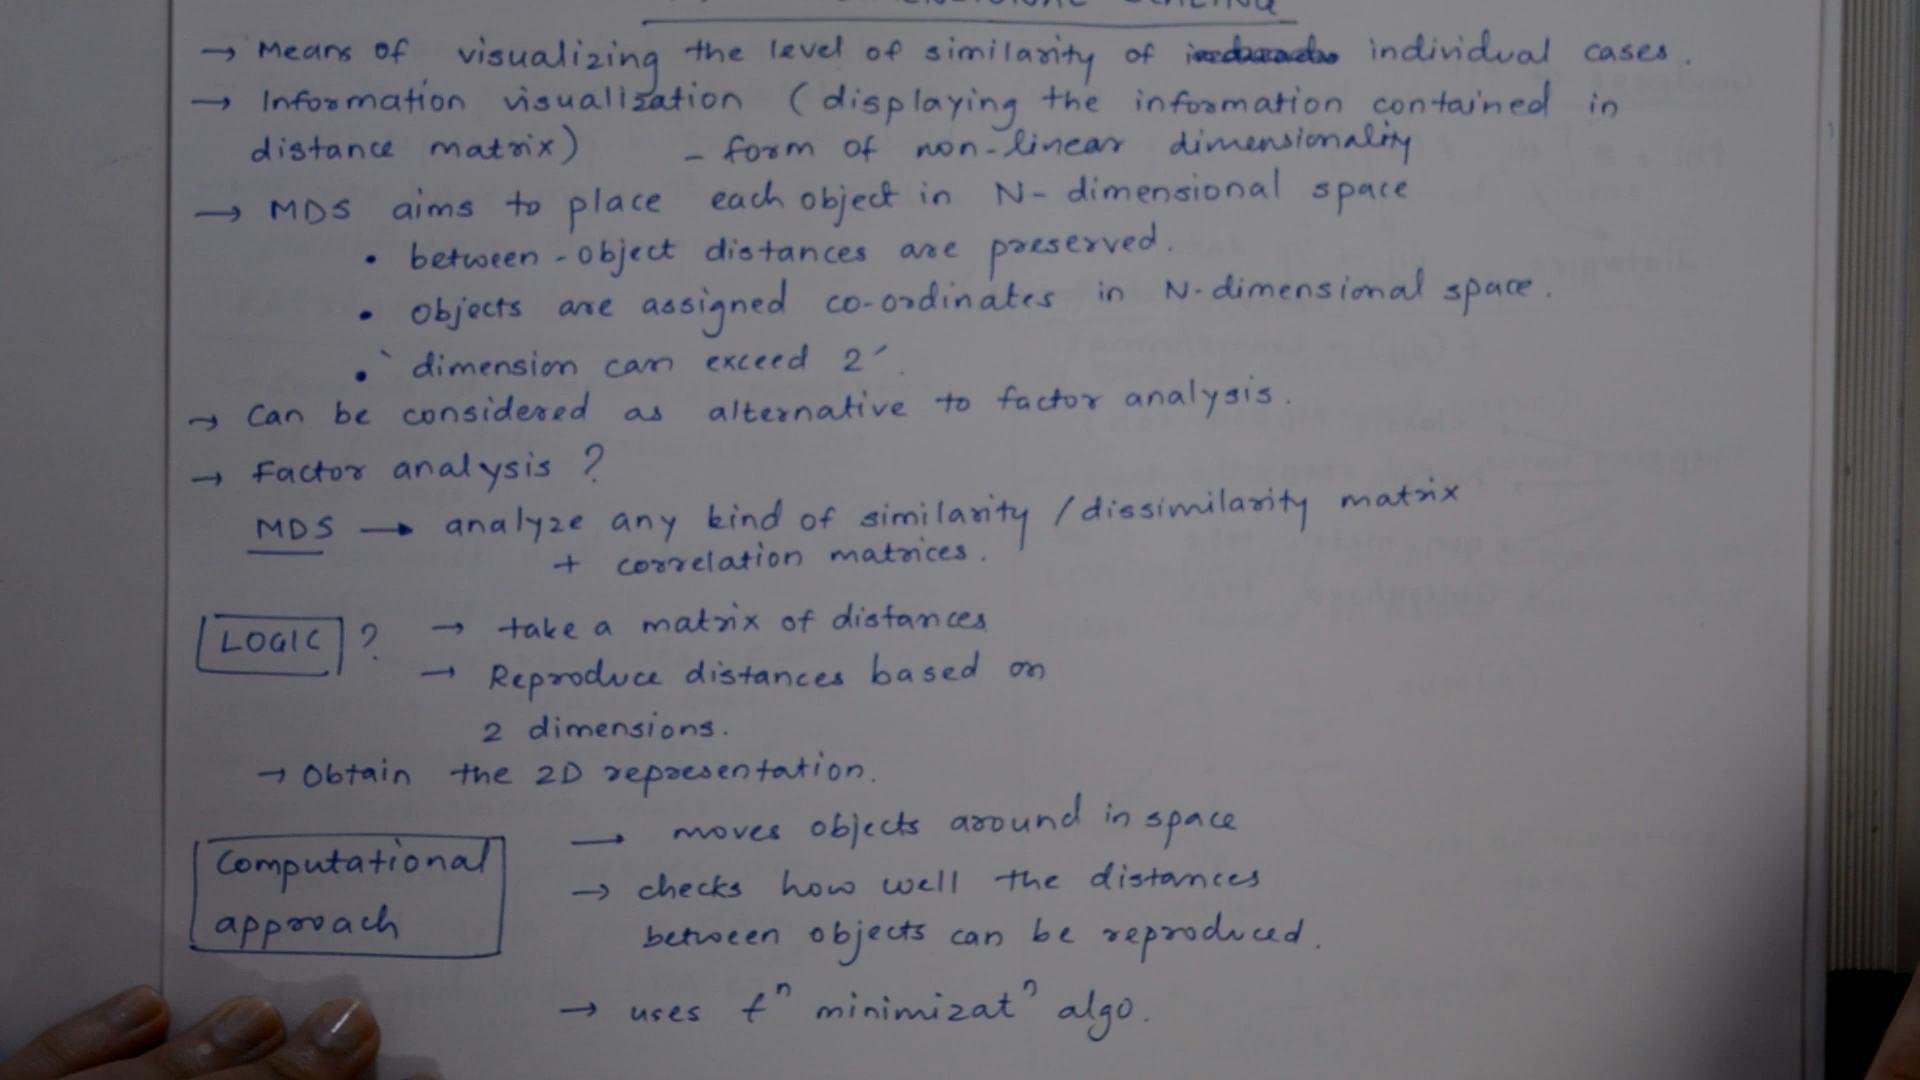 → Means of visualizing the level of similarity of individual cases.
→ Information visualization (displaying the information contained in
distance matrix) - form of non-linear dimensionality
→ MDS aims to place each object in N-dimensional space
• between-object distances are preserved.
• objects are assigned co-ordinates in N-dimensional space.
• dimension can exceed 2.
→ Can be considered as alternative to factor analysis.
→ Factor analysis ?
MDS → analyze any kind of similarity / dissimilarity matrix
+ correlation matrices.
LOGIC ? → take a matrix of distances
→ Reproduce distances based on
2 dimensions.
→ Obtain the 2D representation.
Computational approach
→ moves objects around in space
→ checks how well the distances
between objects can be reproduced.
→ uses fⁿ minimizatⁿ algo.